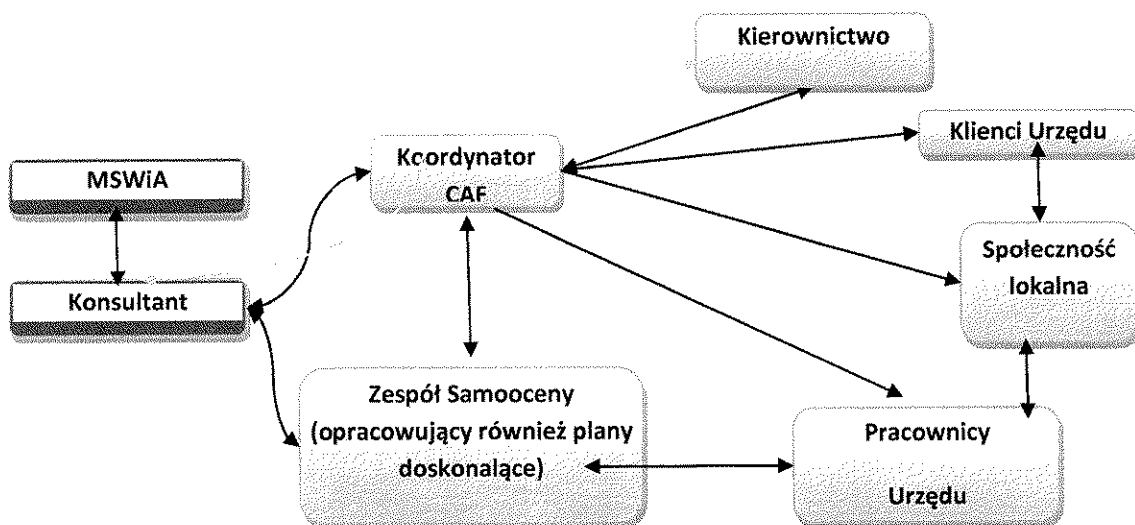 Kierownictwo
Klienci Urzędu
Koordynator
CAF
MSWiA
Społeczność
lokalna
Konsultant
Zespół Samooceny
(opracowujący również plany
doskonalące)
Pracownicy
Urzędu